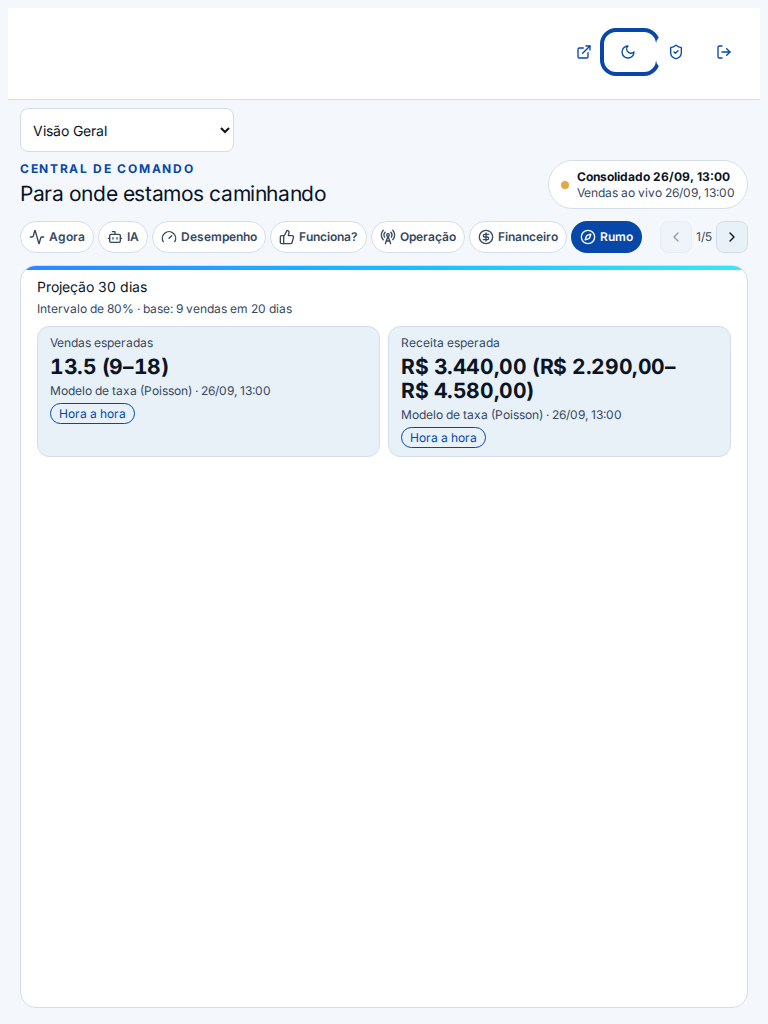 Visão Geral
CENTRAL DE COMANDO
Para onde estamos caminhando
Consolidado 26/09, 13:00
Vendas ao vivo 26/09, 13:00
Agora
IA
Desempenho
Funciona?
Operação
Financeiro
Rumo
1/5
Projeção 30 dias
Intervalo de 80% · base: 9 vendas em 20 dias
Vendas esperadas
13.5 (9–18)
Modelo de taxa (Poisson) · 26/09, 13:00
Hora a hora
Receita esperada
R$ 3.440,00 (R$ 2.290,00–
R$ 4.580,00)
Modelo de taxa (Poisson) · 26/09, 13:00
Hora a hora